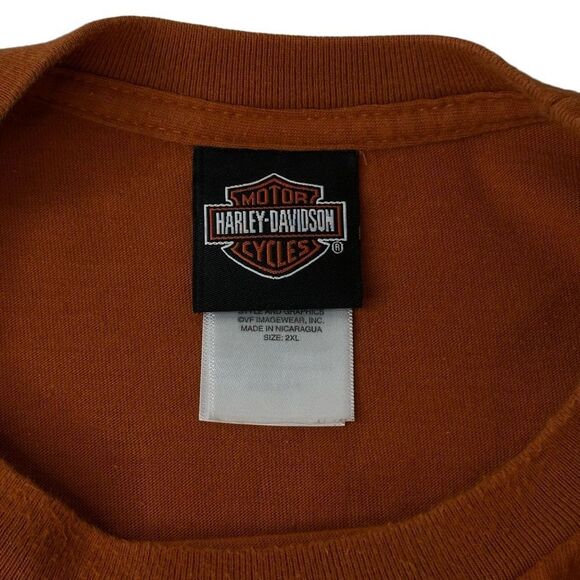 MOTOR
HARLEY-DAVIDSON
CYCLES
®
STYLE AND GRAPHICS
©VF IMAGEWEAR, INC.
MADE IN NICARAGUA
SIZE: 2XL